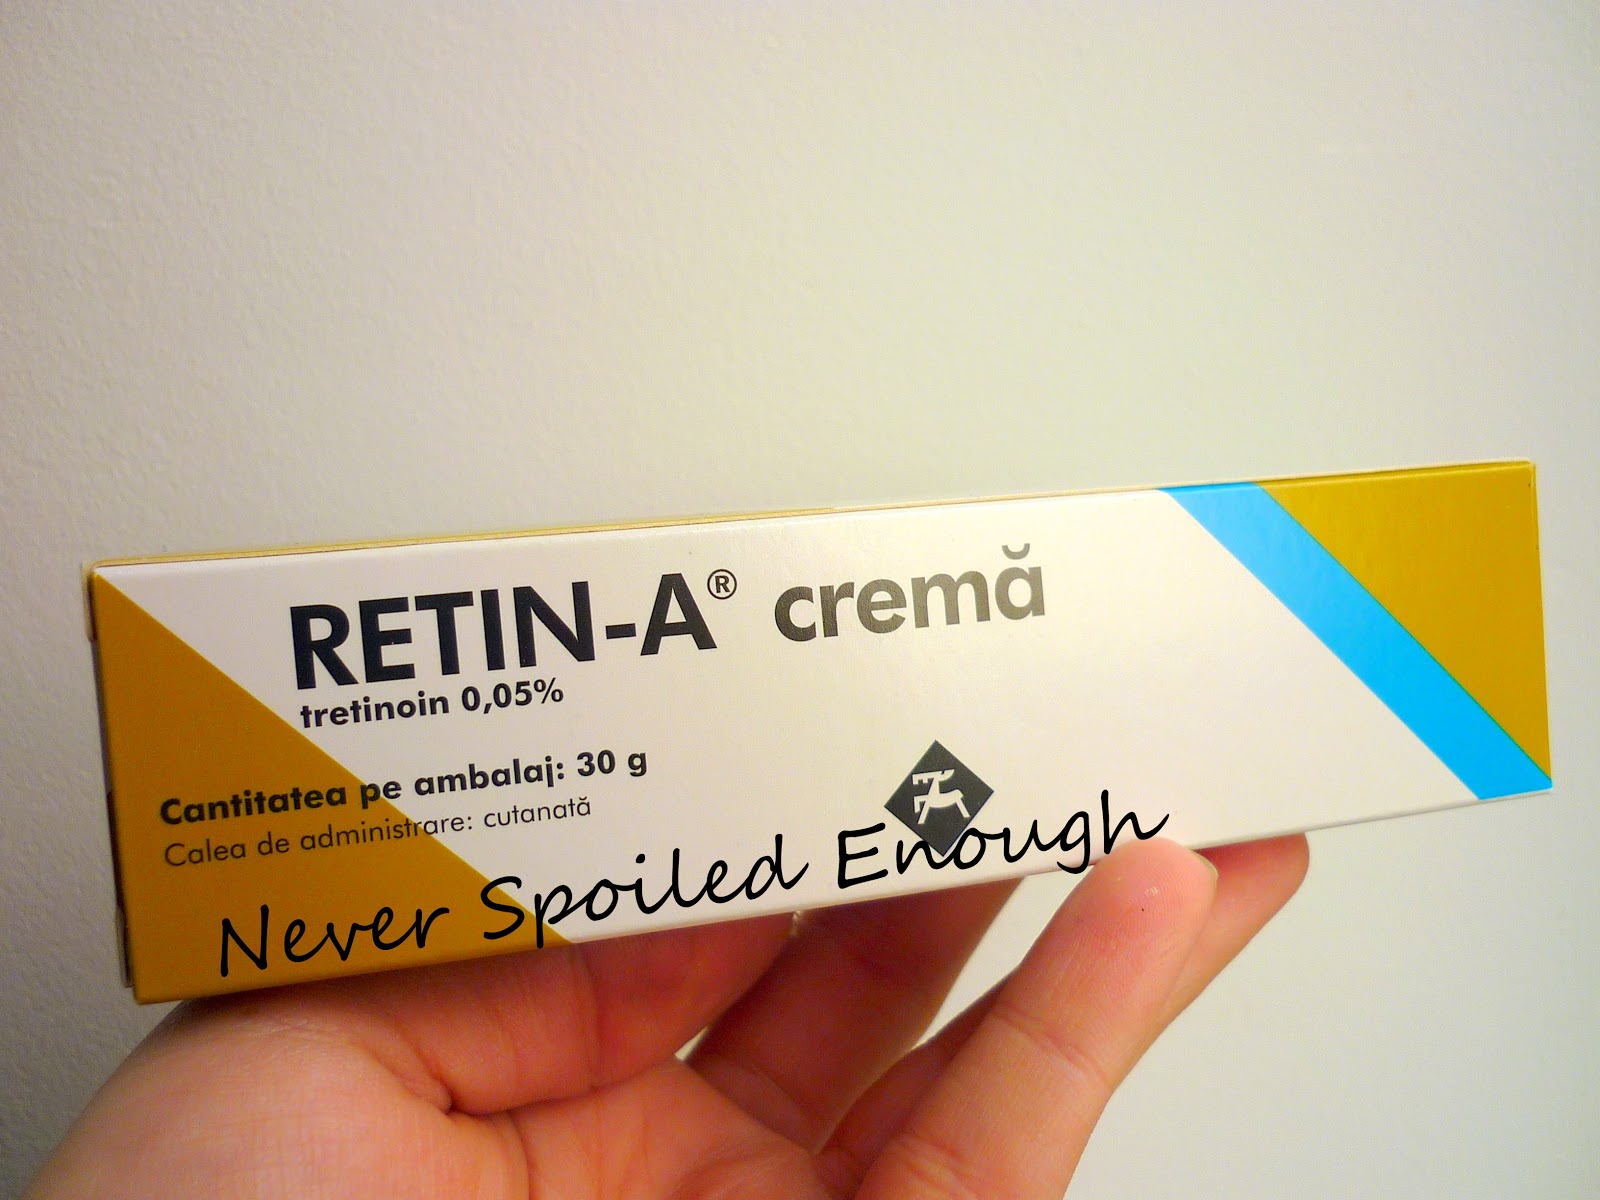 RETIN-A® cremă
tretinoin 0,05%
Cantitatea pe ambalaj: 30 g
Calea de administrare: cutanată
Never Spoiled Enough